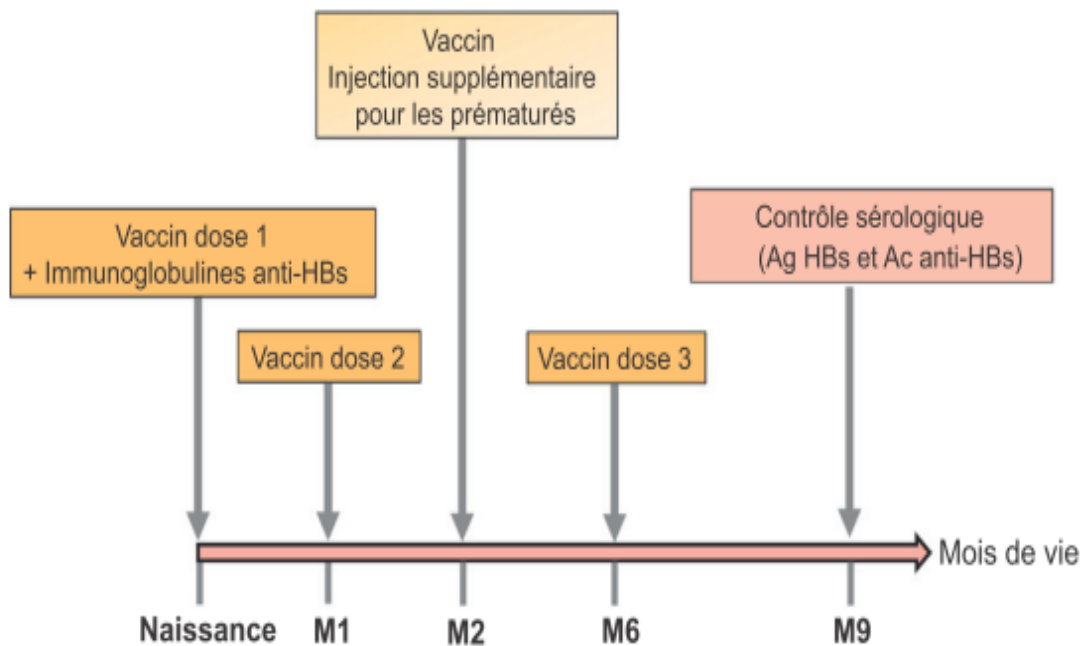 Vaccin
Injection supplémentaire
pour les prématurés
Contrôle sérologique
(Ag HBs et Ac anti-HBs)
Vaccin dose 1
+ Immunoglobulines anti-HBs
Vaccin dose 2
Vaccin dose 3
Mois de vie
Naissance
M1
M2
M6
M9